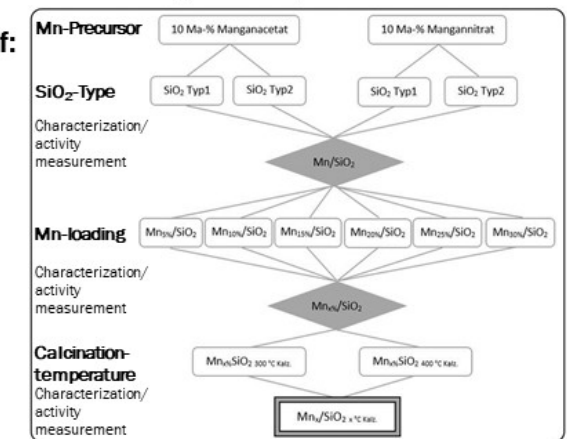 f:
Mn-Precursor
10 Ma-% Manganacetat
10 Ma-% Mangannitrat
SiO₂-Type
SiO₂ Typ1
SiO₂ Typ2
SiO₂ Typ1
SiO₂ Typ2
Characterization/
activity
measurement
Mn/SiO₂
Mn-loading
Mn5%/SiO₂
Mn10%/SiO₂
Mn15%/SiO₂
Mn20%/SiO₂
Mn25%/SiO₂
Mn30%/SiO₂
Characterization/
activity
measurement
Mnx%/SiO₂
Calcination-
temperature
Mnx%SiO₂ 300 °C Kalz.
Mnx%SiO₂ 400 °C Kalz.
Characterization/
activity
measurement
Mnx/SiO₂ x °C Kalz.